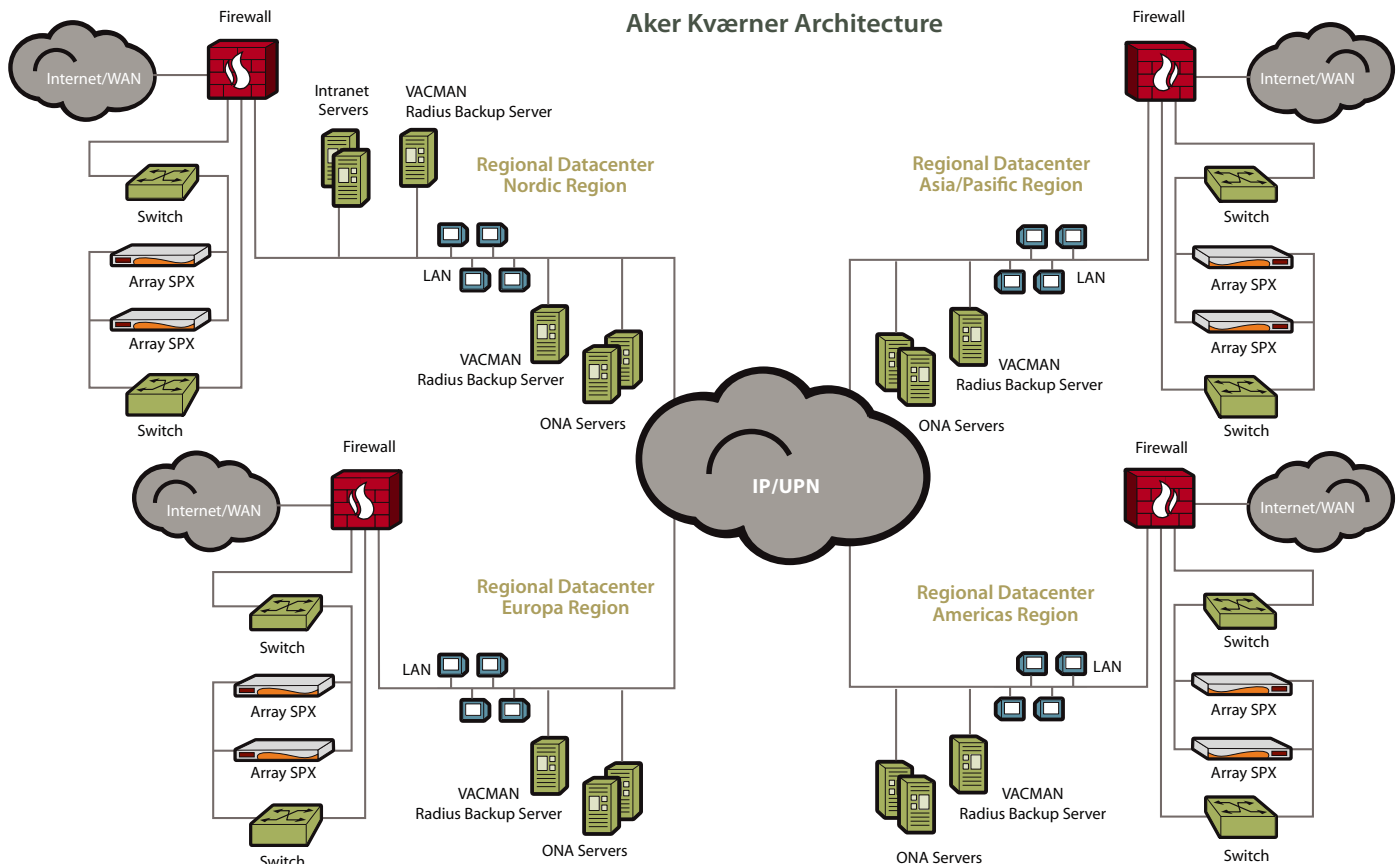 Aker Kværner Architecture
Firewall
Internet/WAN
Intranet
Servers
VACMAN
Radius Backup Server
Regional Datacenter
Nordic Region
Switch
Array SPX
Array SPX
Switch
LAN
VACMAN
Radius Backup Server
ONA Servers
Firewall
Internet/WAN
Regional Datacenter
Asia/Pasific Region
Switch
Array SPX
Array SPX
Switch
LAN
VACMAN
Radius Backup Server
ONA Servers
IP/UPN
Firewall
Internet/WAN
Regional Datacenter
Europa Region
Switch
Array SPX
Array SPX
Switch
LAN
VACMAN
Radius Backup Server
ONA Servers
Firewall
Internet/WAN
Regional Datacenter
Americas Region
Switch
Array SPX
Array SPX
Switch
LAN
VACMAN
Radius Backup Server
ONA Servers